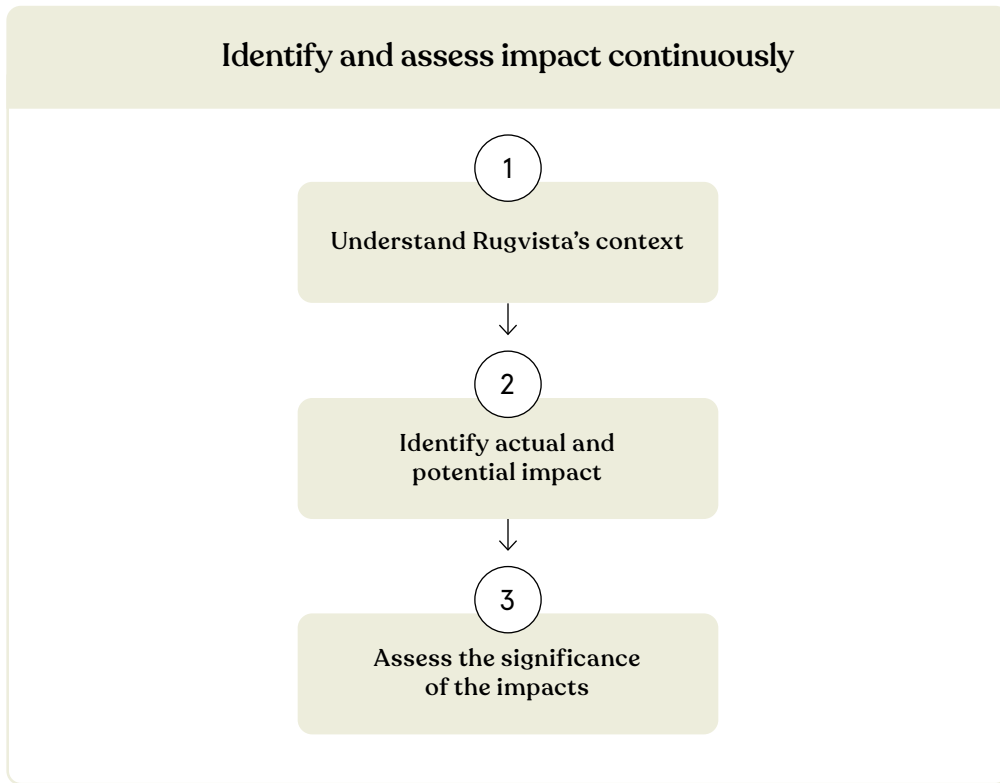 Identify and assess impact continuously
1
Understand Rugvista’s context
2
Identify actual and
potential impact
3
Assess the significance
of the impacts